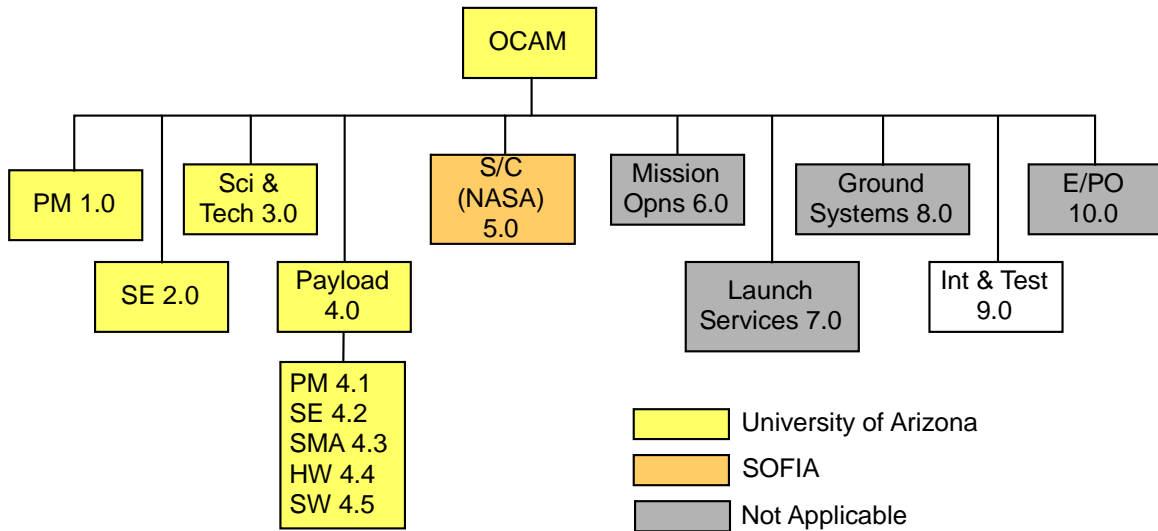 OCAM
PM 1.0
Sci &
Tech 3.0
S/C
(NASA)
5.0
Mission
Opns 6.0
Ground
Systems 8.0
E/PO
10.0
SE 2.0
Payload
4.0
Launch
Services 7.0
Int & Test
9.0
PM 4.1
SE 4.2
SMA 4.3
HW 4.4
SW 4.5
University of Arizona
SOFIA
Not Applicable